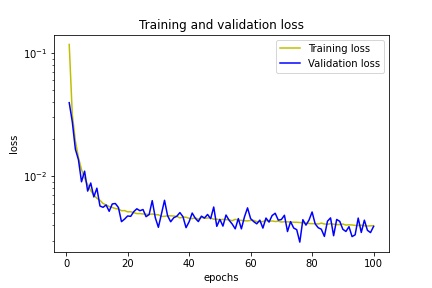 Training and validation loss
Training loss
Validation loss
10⁻¹
10⁻²
loss
0 20 40 60 80 100
epochs